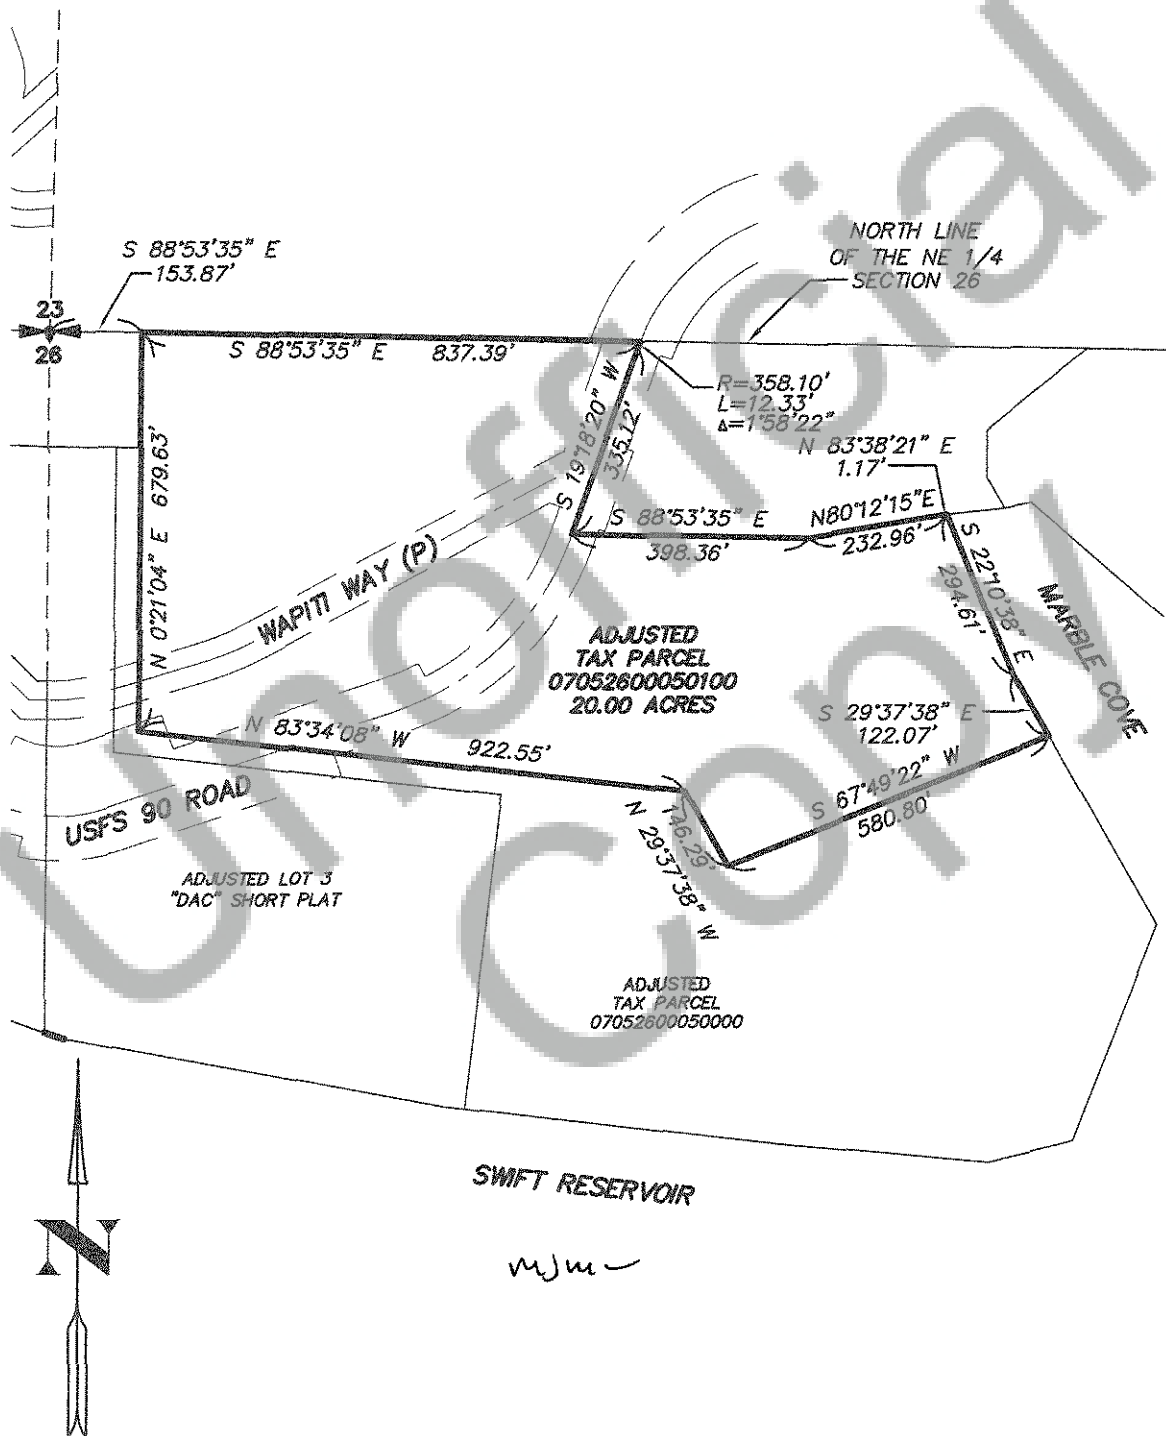 S 88°53'35" E
153.87'
NORTH LINE
OF THE NE 1/4
SECTION 26
23
26
S 88°53'35" E 837.39'
R=358.10'
L=12.33'
Δ=1°58'22"
S 19°18'20" W
335.12'
N 83°38'21" E
1.17'
N 0°21'04" E 679.63'
S 88°53'35" E
398.36'
N80°12'15"E
232.96'
S 22°10'38" E
294.61'
WAPITI WAY (P)
MARBLE COVE
ADJUSTED
TAX PARCEL
07052600050100
20.00 ACRES
S 29°37'38" E
122.07'
N 83°34'08" W
922.55'
S 67°49'22" W
580.80'
146.29'
N 29°37'38" W
USFS 90 ROAD
ADJUSTED LOT 3
"DAC" SHORT PLAT
ADJUSTED
TAX PARCEL
07052600050000
SWIFT RESERVOIR
N
mjm
Unofficial
Copy